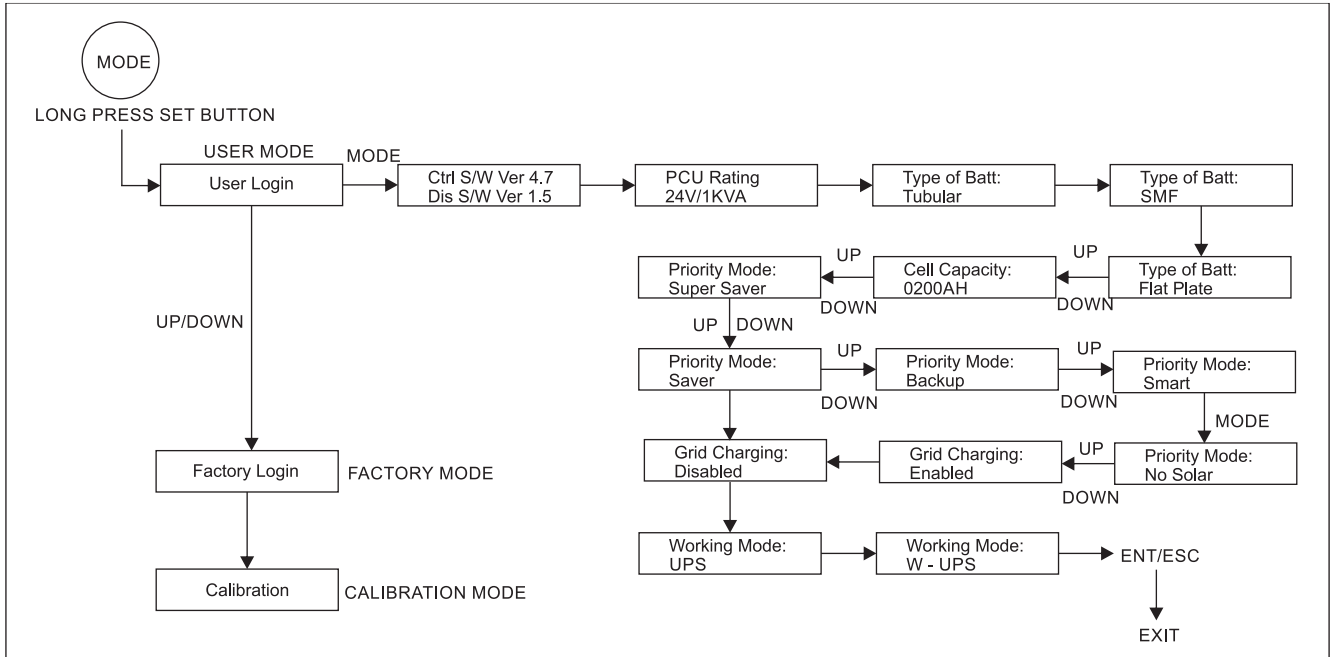 MODE
LONG PRESS SET BUTTON
USER MODE
MODE
User Login
Ctrl S/W Ver 4.7
Dis S/W Ver 1.5
PCU Rating
24V/1KVA
Type of Batt:
Tubular
Type of Batt:
SMF
UP
UP
Priority Mode:
Super Saver
Cell Capacity:
0200AH
Type of Batt:
Flat Plate
DOWN
DOWN
UP/DOWN
UP
DOWN
UP
UP
Priority Mode:
Saver
Priority Mode:
Backup
Priority Mode:
Smart
DOWN
DOWN
MODE
Grid Charging:
Disabled
Grid Charging:
Enabled
UP
DOWN
Priority Mode:
No Solar
Factory Login
FACTORY MODE
Working Mode:
UPS
Working Mode:
W - UPS
ENT/ESC
Calibration
CALIBRATION MODE
EXIT